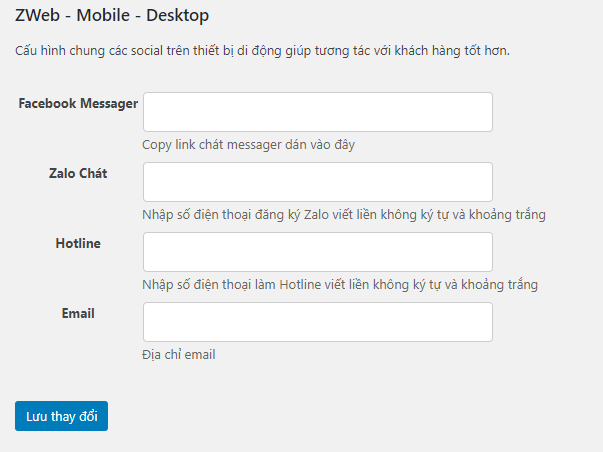 ZWeb - Mobile - Desktop
Cấu hình chung các social trên thiết bị di động giúp tương tác với khách hàng tốt hơn.
Facebook Messager
Copy link chát messager dán vào đây
Zalo Chát
Nhập số điện thoại đăng ký Zalo viết liền không ký tự và khoảng trắng
Hotline
Nhập số điện thoại làm Hotline viết liền không ký tự và khoảng trắng
Email
Địa chỉ email
Lưu thay đổi